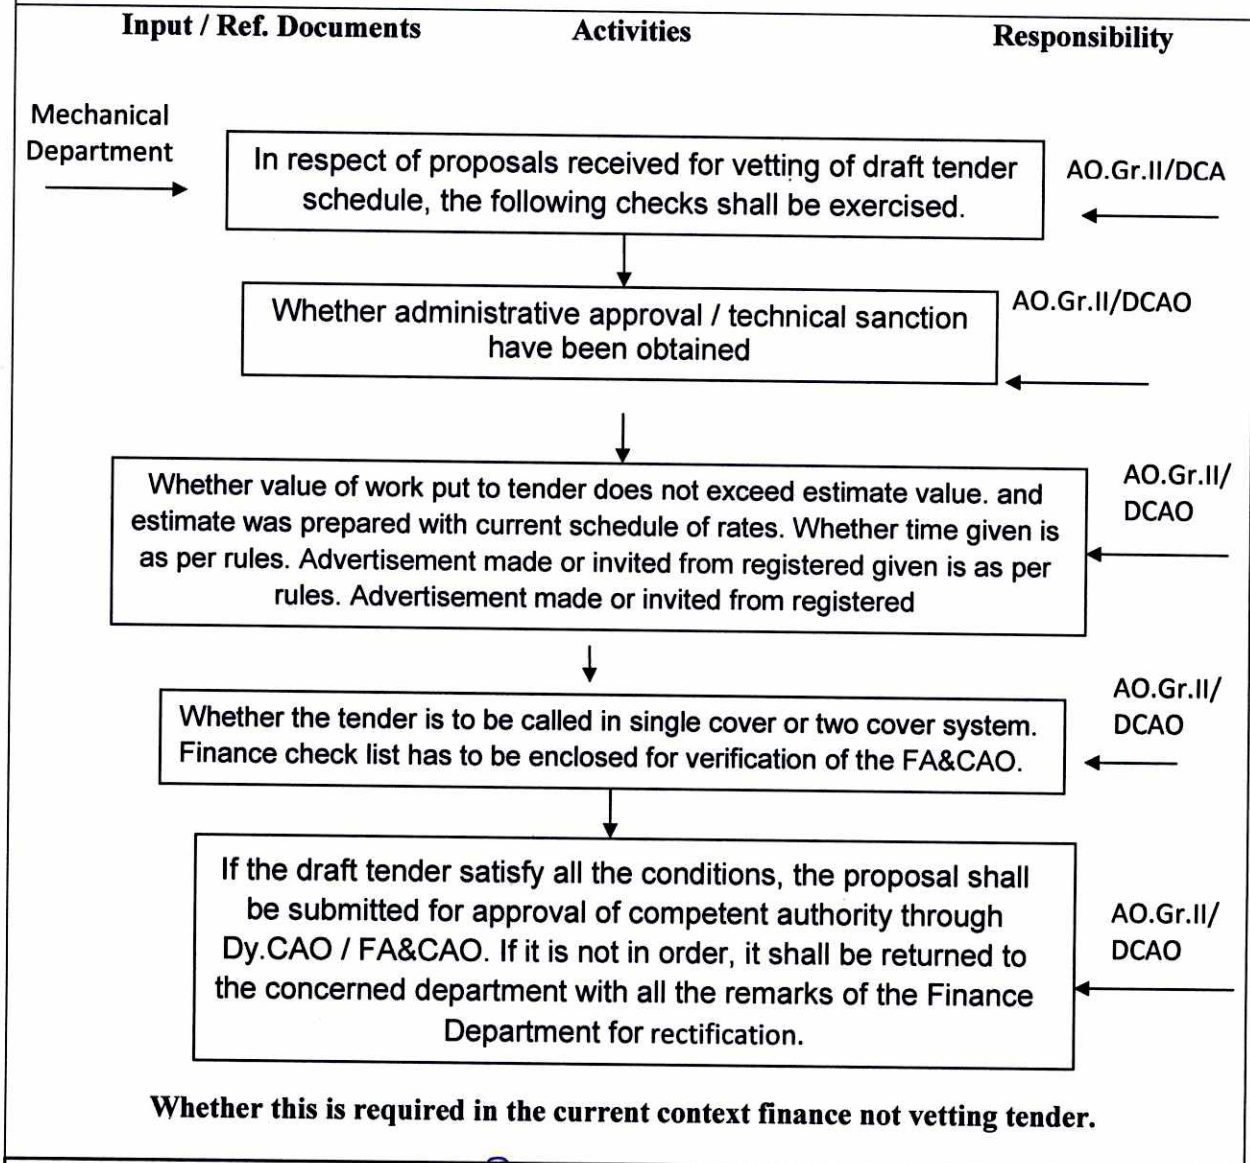 Input / Ref. Documents
Activities
Responsibility
Mechanical
Department
In respect of proposals received for vetting of draft tender
schedule, the following checks shall be exercised.
AO.Gr.II/DCA
Whether administrative approval / technical sanction
have been obtained
AO.Gr.II/DCAO
Whether value of work put to tender does not exceed estimate value. and
estimate was prepared with current schedule of rates. Whether time given is
as per rules. Advertisement made or invited from registered given is as per
rules. Advertisement made or invited from registered
AO.Gr.II/
DCAO
Whether the tender is to be called in single cover or two cover system.
Finance check list has to be enclosed for verification of the FA&CAO.
AO.Gr.II/
DCAO
If the draft tender satisfy all the conditions, the proposal shall
be submitted for approval of competent authority through
Dy.CAO / FA&CAO. If it is not in order, it shall be returned to
the concerned department with all the remarks of the Finance
Department for rectification.
AO.Gr.II/
DCAO
Whether this is required in the current context finance not vetting tender.